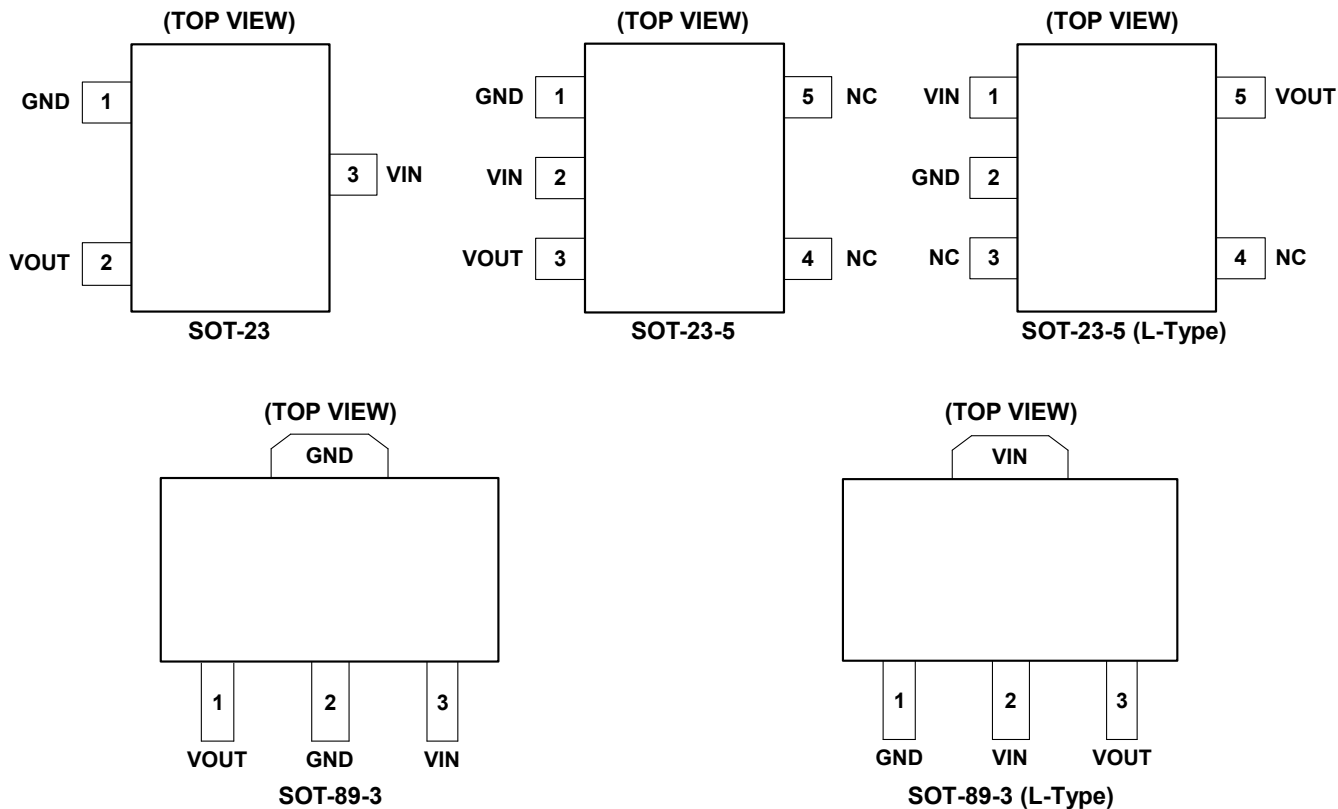 (TOP VIEW)
GND 1
3 VIN
VOUT 2
SOT-23
(TOP VIEW)
GND 1
5 NC
VIN 2
VOUT 3
4 NC
SOT-23-5
(TOP VIEW)
VIN 1
5 VOUT
GND 2
NC 3
4 NC
SOT-23-5 (L-Type)
(TOP VIEW)
GND
1 2 3
VOUT GND VIN
SOT-89-3
(TOP VIEW)
VIN
1 2 3
GND VIN VOUT
SOT-89-3 (L-Type)